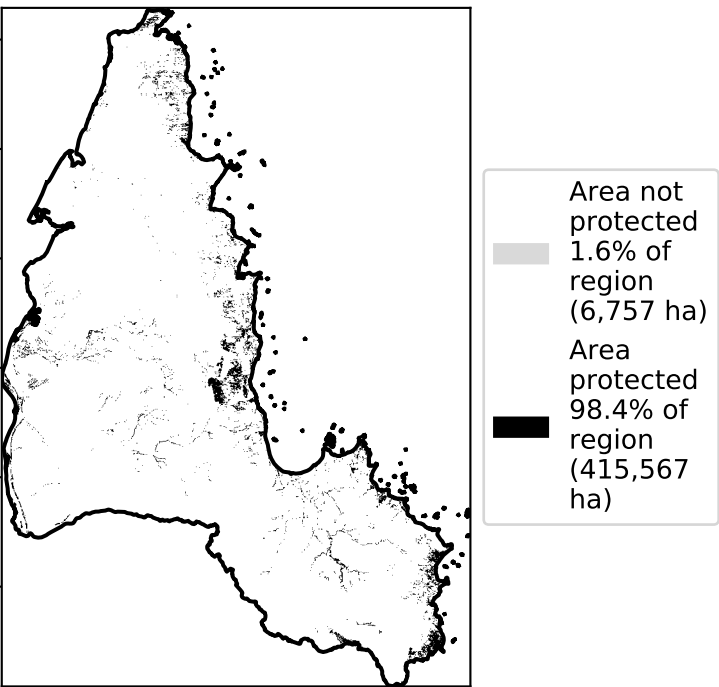 Area not
protected
1.6% of
region
(6,757 ha)
Area
protected
98.4% of
region
(415,567
ha)